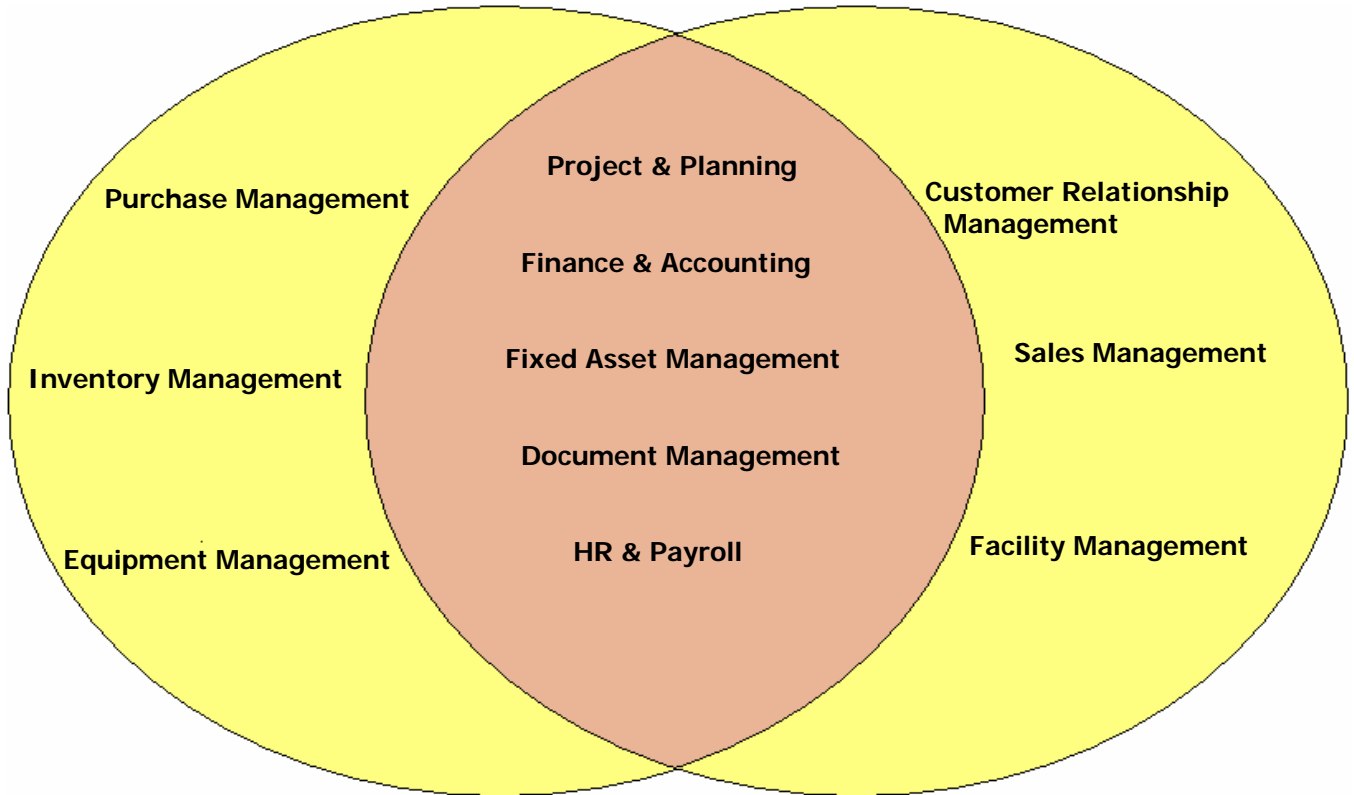 Purchase Management
Inventory Management
Equipment Management
Project & Planning
Finance & Accounting
Fixed Asset Management
Document Management
HR & Payroll
Customer Relationship
Management
Sales Management
Facility Management